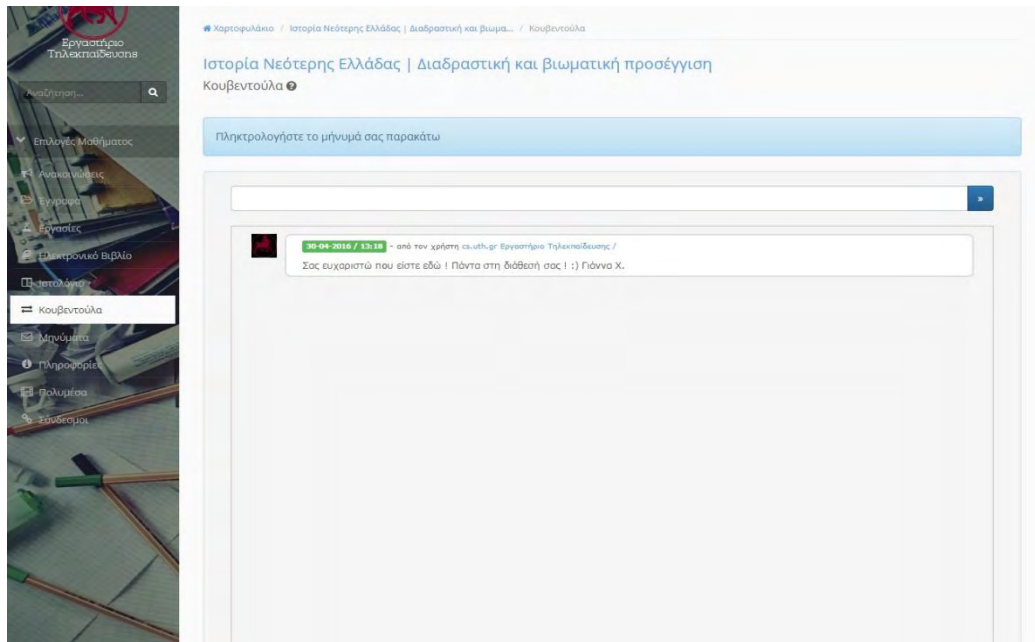 Εργαστήριο
Τηλεκπαίδευσης
Αναζήτηση...
Επιλογές Μαθήματος
Ανακοινώσεις
Έγγραφα
Εργασίες
Ηλεκτρονικό Βιβλίο
Ιστολόγιο
Κουβεντούλα
Μηνύματα
Πληροφορίες
Πολυμέσα
Σύνδεσμοι
Χαρτοφυλάκιο / Ιστορία Νεότερης Ελλάδας | Διαδραστική και βιωμα... / Κουβεντούλα
Ιστορία Νεότερης Ελλάδας | Διαδραστική και βιωματική προσέγγιση
Κουβεντούλα
Πληκτρολογήστε το μήνυμά σας παρακάτω
»
30-04-2016 / 13:18 - από τον χρήστη cs.uth.gr Εργαστήριο Τηλεκπαίδευσης /
Σας ευχαριστώ που είστε εδώ ! Πάντα στη διάθεσή σας ! :) Γιάννα Χ.